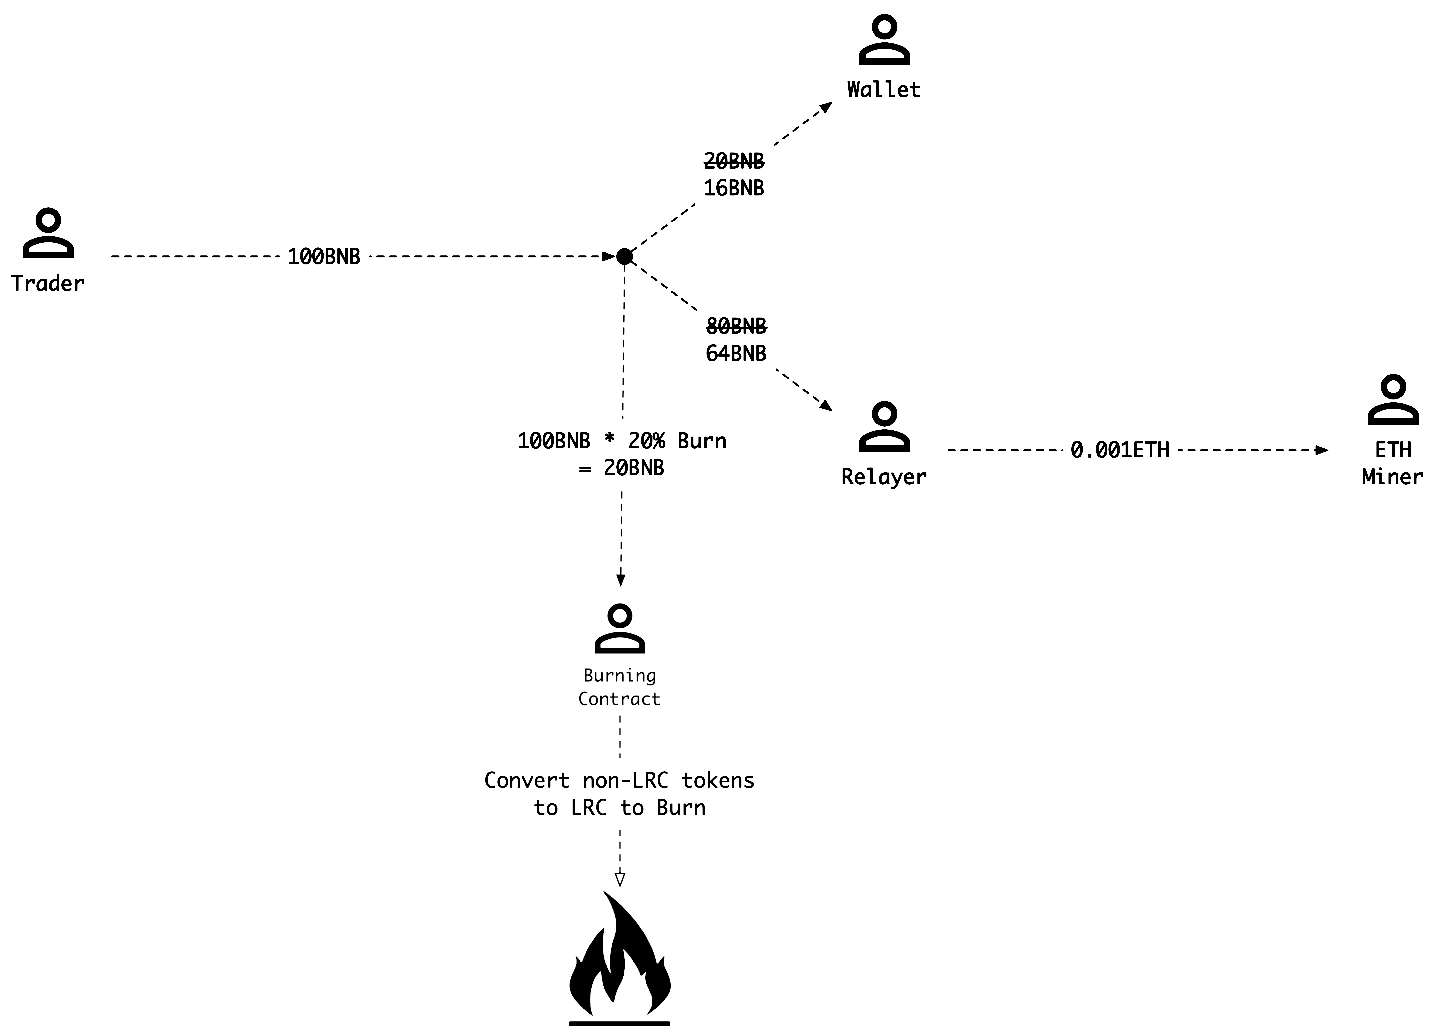 Wallet
20BNB
16BNB
Trader
100BNB
80BNB
64BNB
100BNB * 20% Burn
= 20BNB
Relayer
0.001ETH
ETH
Miner
Burning
Contract
Convert non-LRC tokens
to LRC to Burn